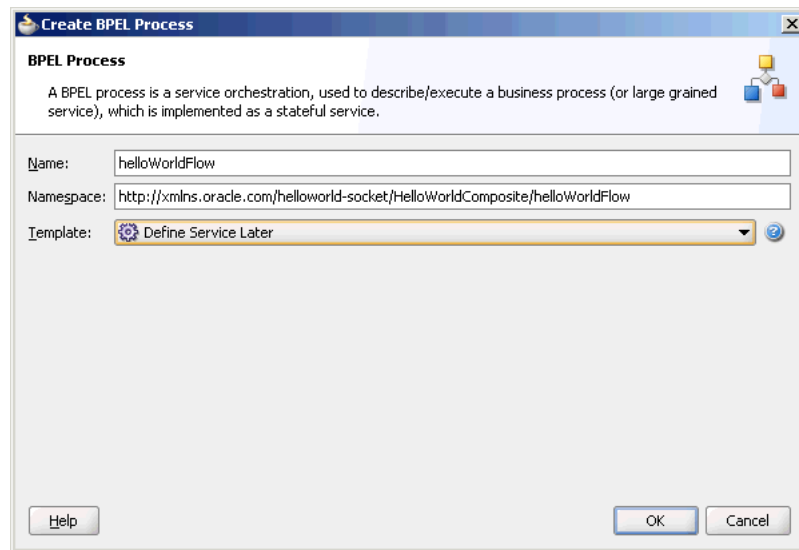 Create BPEL Process
BPEL Process
A BPEL process is a service orchestration, used to describe/execute a business process (or large grained
service), which is implemented as a stateful service.
Name: helloWorldFlow
Namespace: http://xmlns.oracle.com/helloworld-socket/HelloWorldComposite/helloWorldFlow
Template: Define Service Later
Help OK Cancel